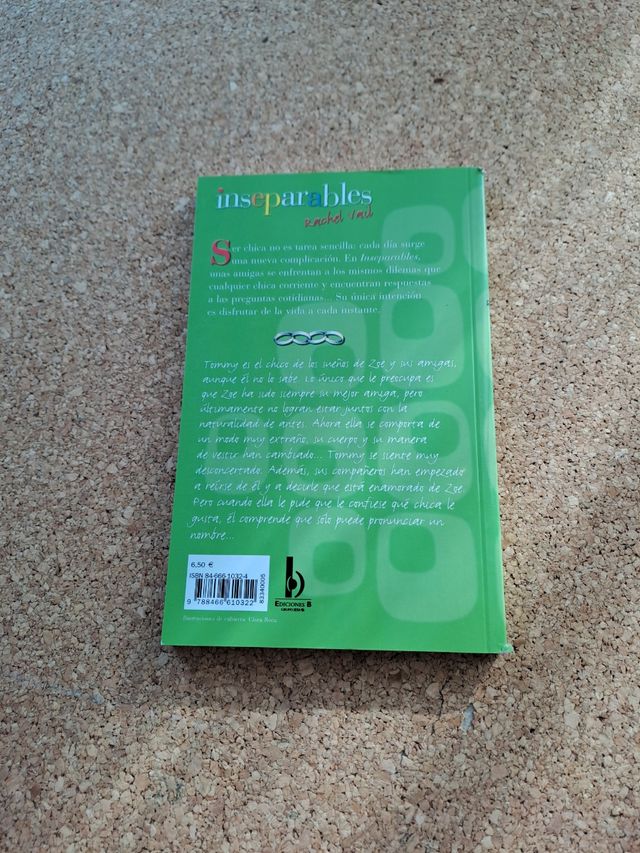 inseparables
Rachel Vail
Ser chica no es tarea sencilla: cada día surge
una nueva complicación. En Inseparables,
unas amigas se enfrentan a los mismos dilemas que
cualquier chica corriente y encuentran respuestas
a las preguntas cotidianas... Su única intención
es disfrutar de la vida a cada instante.
Tommy es el chico de los sueños de Zoe y sus amigas,
aunque él no lo sabe. Lo único que le preocupa es
que Zoe ha sido siempre su mejor amiga, pero
últimamente no logran estar juntos con la
naturalidad de antes. Ahora ella se comporta de
un modo muy extraño, su cuerpo y su manera
de vestir han cambiado... Tommy se siente muy
desconcertado. Además, sus compañeros han empezado
a reírse de él y a decirle que está enamorado de Zoe.
Pero cuando ella le pide que le confiese qué chica le
gusta, él comprende que sólo puede pronunciar un
nombre...
6,50 €
ISBN 84-666-1032-4
9 788466 610322
8334005
b
EDICIONES B
GRUPO ZETA
Ilustraciones de cubierta: Clara Roca